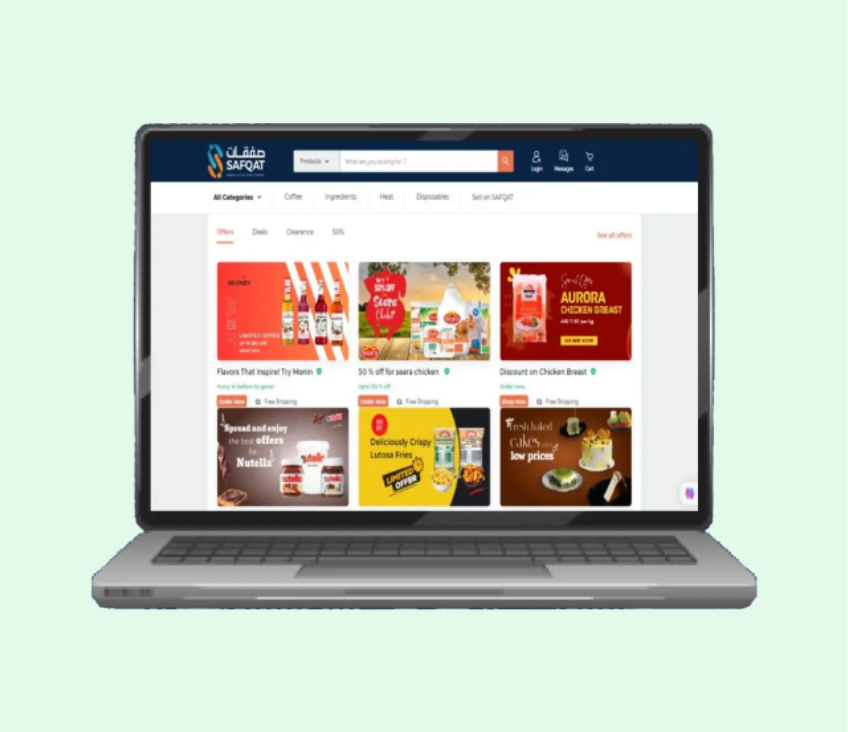 صفقات
SAFQAT
Products
What are you looking for..?
Login
Messages
Cart
All Categories
Coffee
Ingredients
Meat
Disposables
Sell on SAFQAT
Offers
Deals
Clearance
50%
See all offers
MONIN
LIMITED OFFER
50% OFF
Seara
Special Offer
AURORA
CHICKEN BREAST
ORDER NOW
Flavors That Inspire! Try Monin
50 % off for seara chicken
Discount on Chicken Breast
Hurry in before its gone!
Upto 50 % off
Order now
Order Now
Free Shipping
Order Now
Free Shipping
Shop Now
Free Shipping
Spread and enjoy
the best offers
for
Nutella
nutella
nutella
nutella
Deliciously Crispy
Lutosa Fries
LIMITED
OFFER
Fresh baked
cakes with
low prices